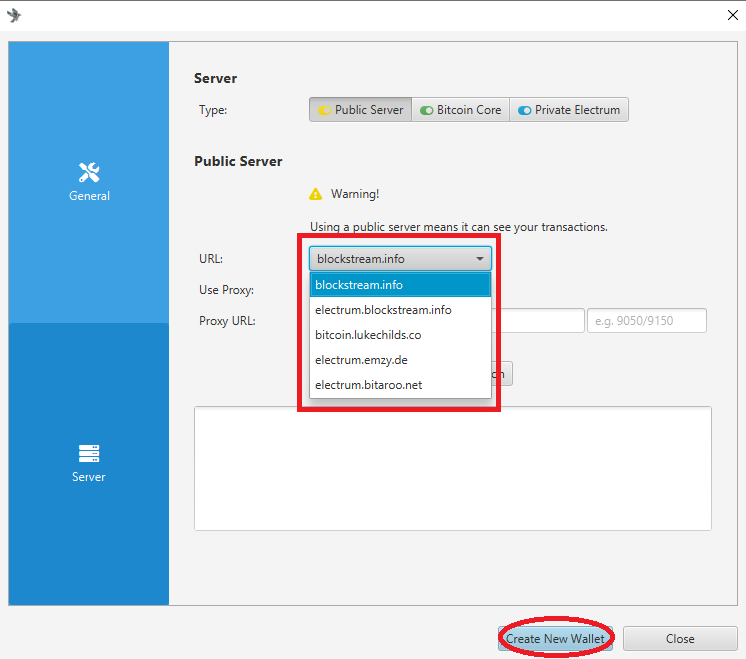 Server
Type:
Public Server
Bitcoin Core
Private Electrum
General
Public Server
Warning!
Using a public server means it can see your transactions.
URL:
blockstream.info
Use Proxy:
blockstream.info
electrum.blockstream.info
Proxy URL:
e.g. 9050/9150
bitcoin.lukechilds.co
electrum.emzy.de
electrum.bitaroo.net
Server
Create New Wallet
Close